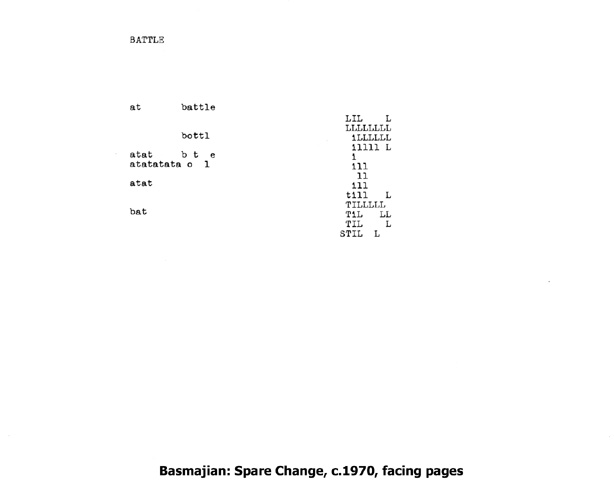 BATTLE
at battle
bottl
atat b t e
atatatata o l
atat
bat
LIL L
LLLLLLL
iLLLLLL
illll L
i
ill
ll
ill
till L
TILLLLL
TiL LL
TIL L
STIL L
Basmajian: Spare Change, c.1970, facing pages